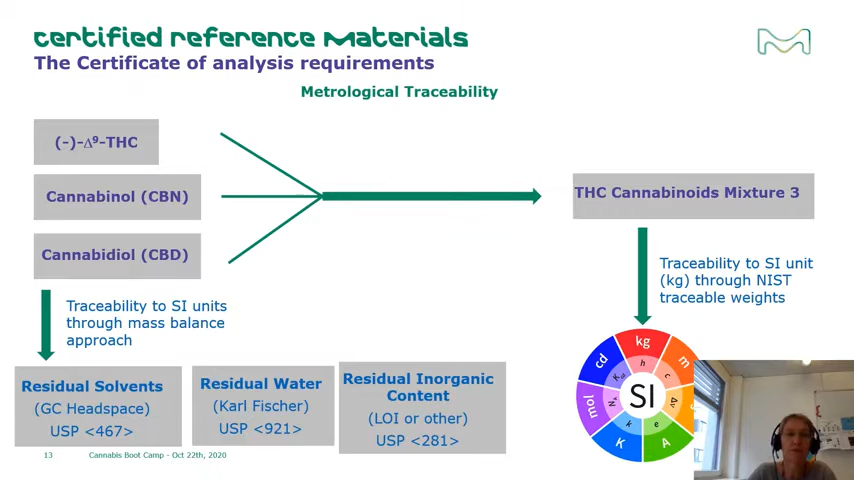 Certified Reference Materials
The Certificate of analysis requirements
Metrological Traceability
(-)-Δ⁹-THC
Cannabinol (CBN)
Cannabidiol (CBD)
THC Cannabinoids Mixture 3
Traceability to SI units
through mass balance
approach
Traceability to SI unit
(kg) through NIST
traceable weights
Residual Solvents
(GC Headspace)
USP <467>
Residual Water
(Karl Fischer)
USP <921>
Residual Inorganic
Content
(LOI or other)
USP <281>
kg
m
A
K
mol
cd
SI
h
c
Δν
e
k
13
Cannabis Boot Camp - Oct 22th, 2020